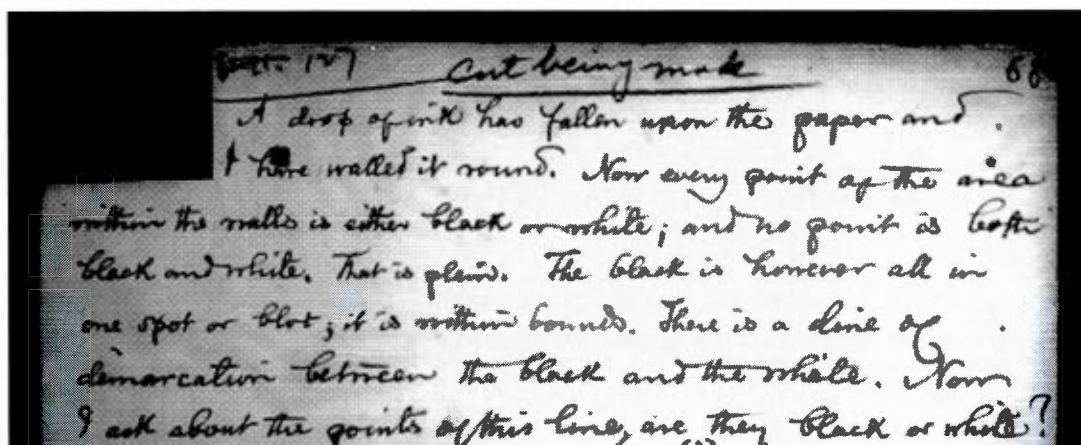 127 cut being made 68
A drop of ink has fallen upon the paper and
I have walled it round. Now every point of the area
within the walls is either black or white; and no point is both
black and white. That is plain. The black is however all in
one spot or blot; it is within bounds. There is a line of
demarcation between the black and the white. Now
I ask about the points of this line, are they black or white?